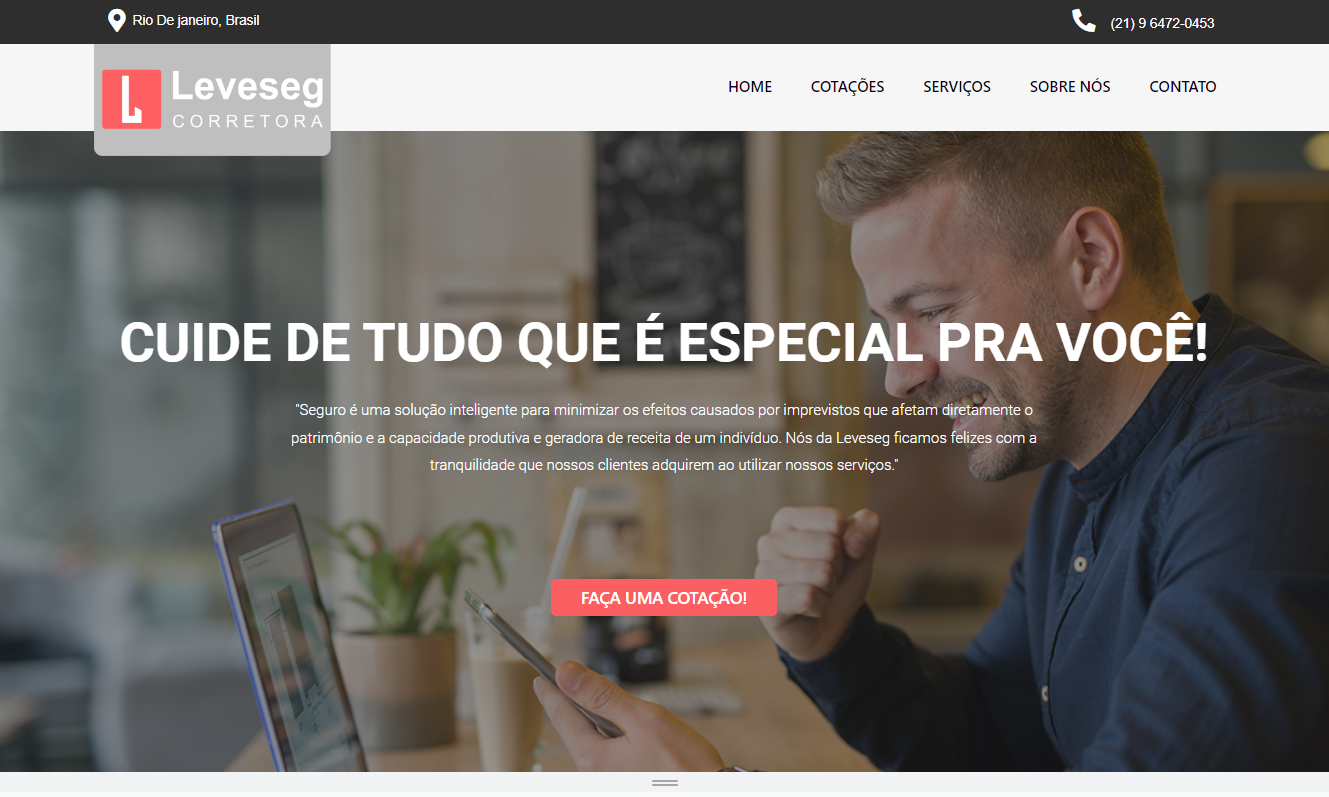 Rio De janeiro, Brasil
(21) 9 6472-0453
Leveseg
CORRETORA
HOME COTAÇÕES SERVIÇOS SOBRE NÓS CONTATO
CUIDE DE TUDO QUE É ESPECIAL PRA VOCÊ!
"Seguro é uma solução inteligente para minimizar os efeitos causados por imprevistos que afetam diretamente o
patrimônio e a capacidade produtiva e geradora de receita de um indivíduo. Nós da Leveseg ficamos felizes com a
tranquilidade que nossos clientes adquirem ao utilizar nossos serviços."
FAÇA UMA COTAÇÃO!